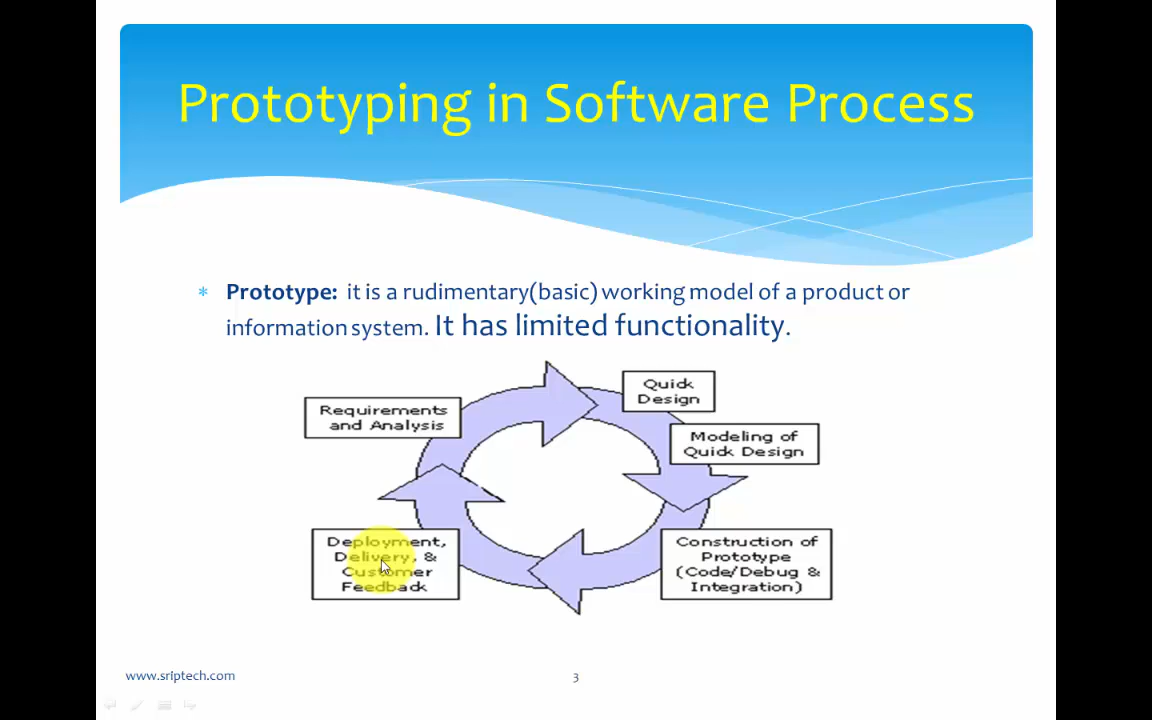 Prototyping in Software Process
* Prototype: it is a rudimentary(basic) working model of a product or
information system. It has limited functionality.
Quick
Design
Requirements
and Analysis
Modeling of
Quick Design
Deployment,
Delivery, &
Customer
Feedback
Construction of
Prototype
(Code/Debug &
Integration)
www.sriptech.com
3